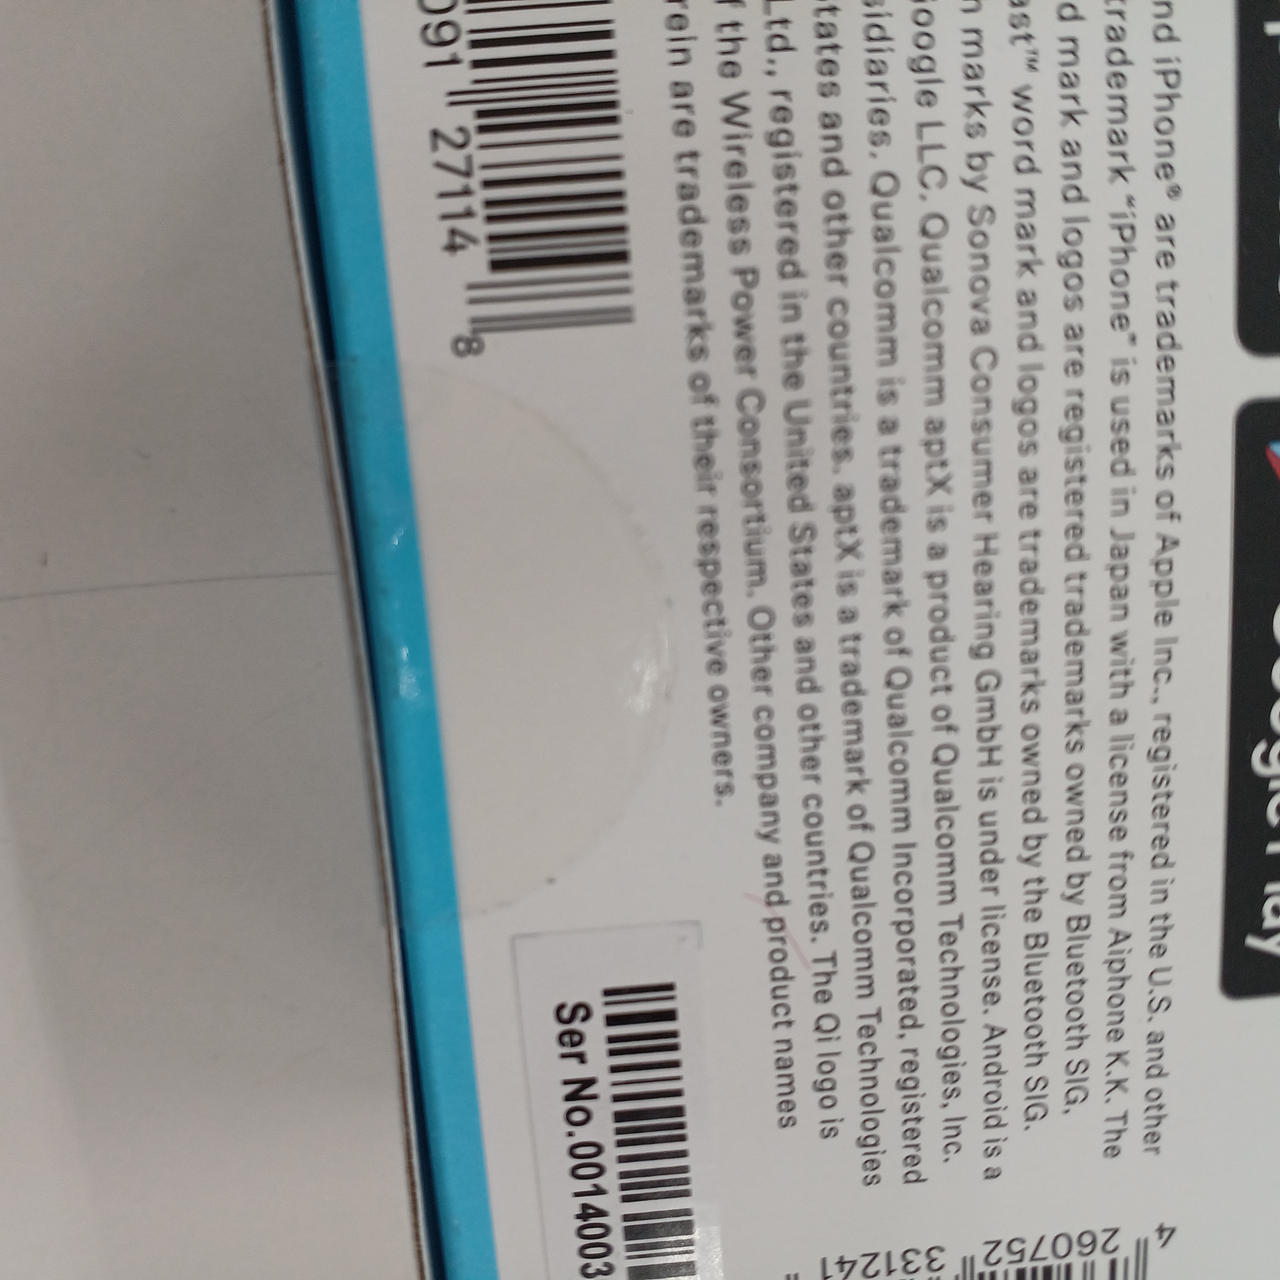 nd iPhone® are trademarks of Apple Inc., registered in the U.S. and other
trademark “iPhone” is used in Japan with a license from Aiphone K.K. The
d mark and logos are registered trademarks owned by Bluetooth SIG,
ast™ word mark and logos are trademarks owned by the Bluetooth SIG.
marks by Sonova Consumer Hearing GmbH is under license. Android is a
oogle LLC. Qualcomm aptX is a product of Qualcomm Technologies, Inc.
sidiaries. Qualcomm is a trademark of Qualcomm Incorporated, registered
tates and other countries. aptX is a trademark of Qualcomm Technologies
Ltd., registered in the United States and other countries. The Qi logo is
f the Wireless Power Consortium. Other company and product names
rein are trademarks of their respective owners.
091 27114 8
Ser No.0014003
4
26075